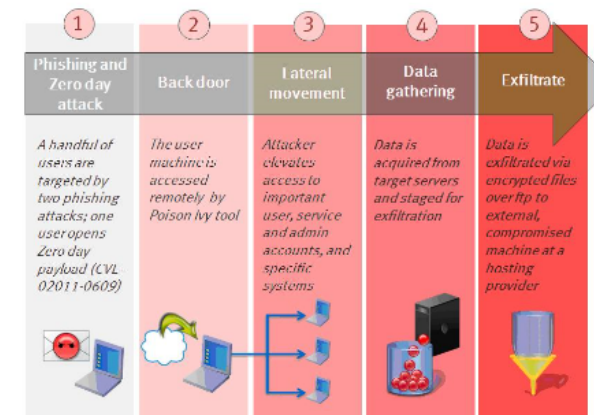 1
2
3
4
5
Phishing and
Zero day
attack
Back door
Lateral
movement
Data
gathering
Exfiltrate
A handful of
users are
targeted by
two phishing
attacks; one
user opens
Zero day
payload (CVL-
02011-0609)
The user
machine is
accessed
remotely by
Poison Ivy tool
Attacker
elevates
access to
important
user, service
and admin
accounts, and
specific
systems
Data is
acquired from
target servers
and staged for
exfiltration
Data is
exfiltrated via
encrypted files
over ftp to
external,
compromised
machine at a
hosting
provider